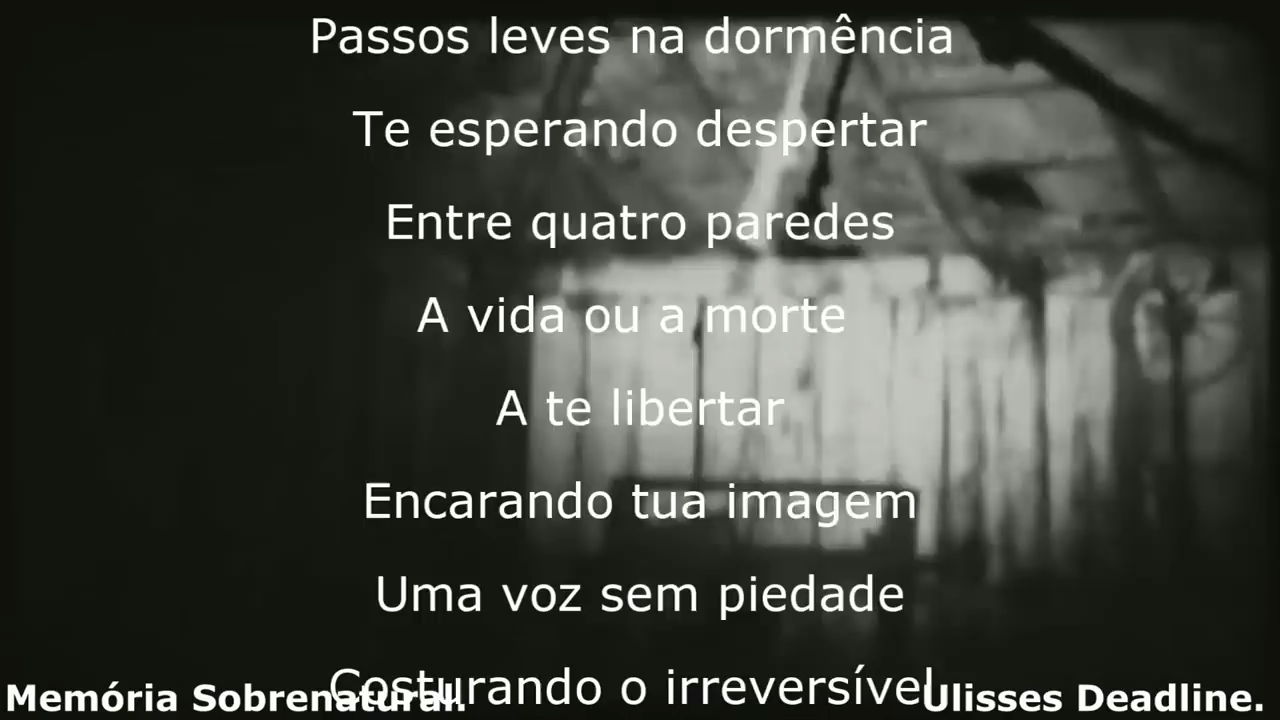 Passos leves na dormência
Te esperando despertar
Entre quatro paredes
A vida ou a morte
A te libertar
Encarando tua imagem
Uma voz sem piedade
Costurando o irreversível
Memória Sobrenatural.
Ulisses Deadline.